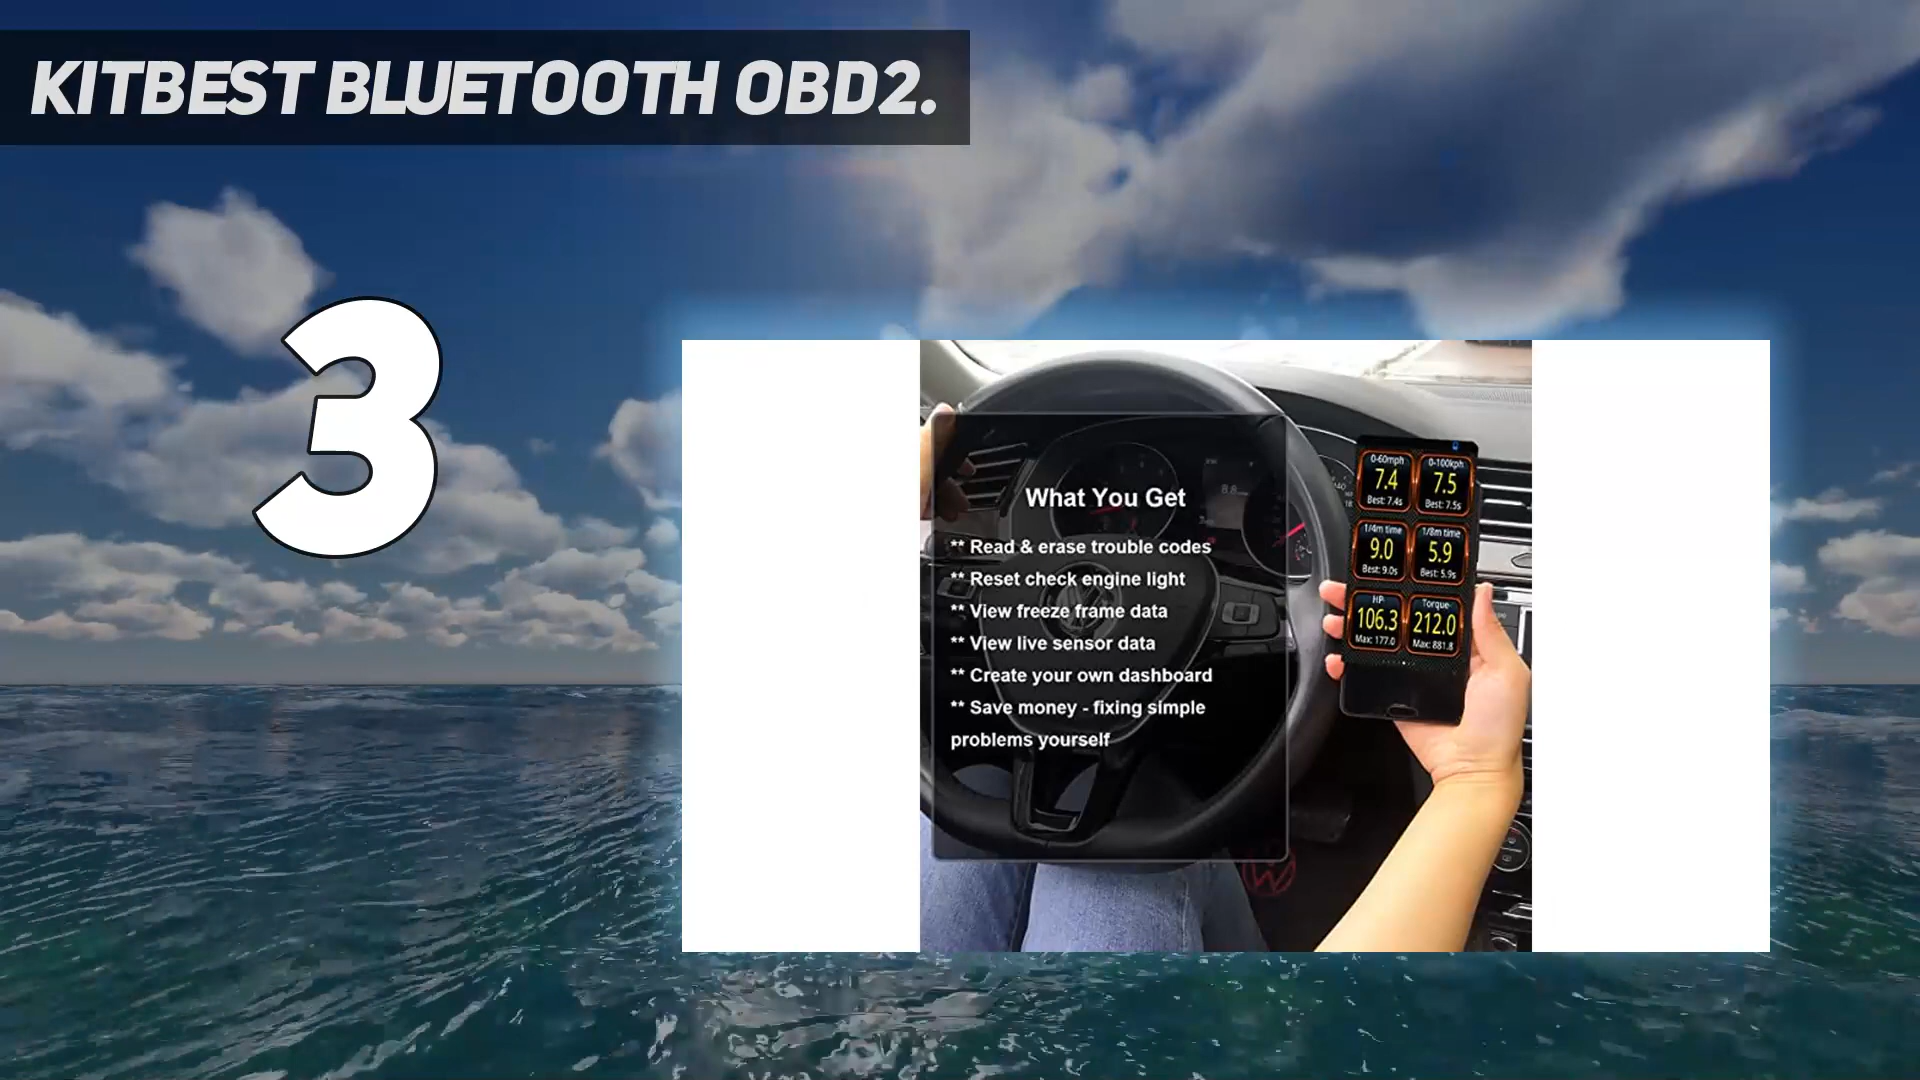 KITBEST BLUETOOTH OBD2.
3
What You Get
** Read & erase trouble codes
** Reset check engine light
** View freeze frame data
** View live sensor data
** Create your own dashboard
** Save money - fixing simple
problems yourself
0-60mph
7.4
Best: 7.4s
0-100kph
7.5
Best: 7.5s
1/4m time
9.0
Best: 9.0s
1/8m time
5.9
Best: 5.9s
HP
106.3
Max: 177.0
Torque
212.0
Max: 881.8